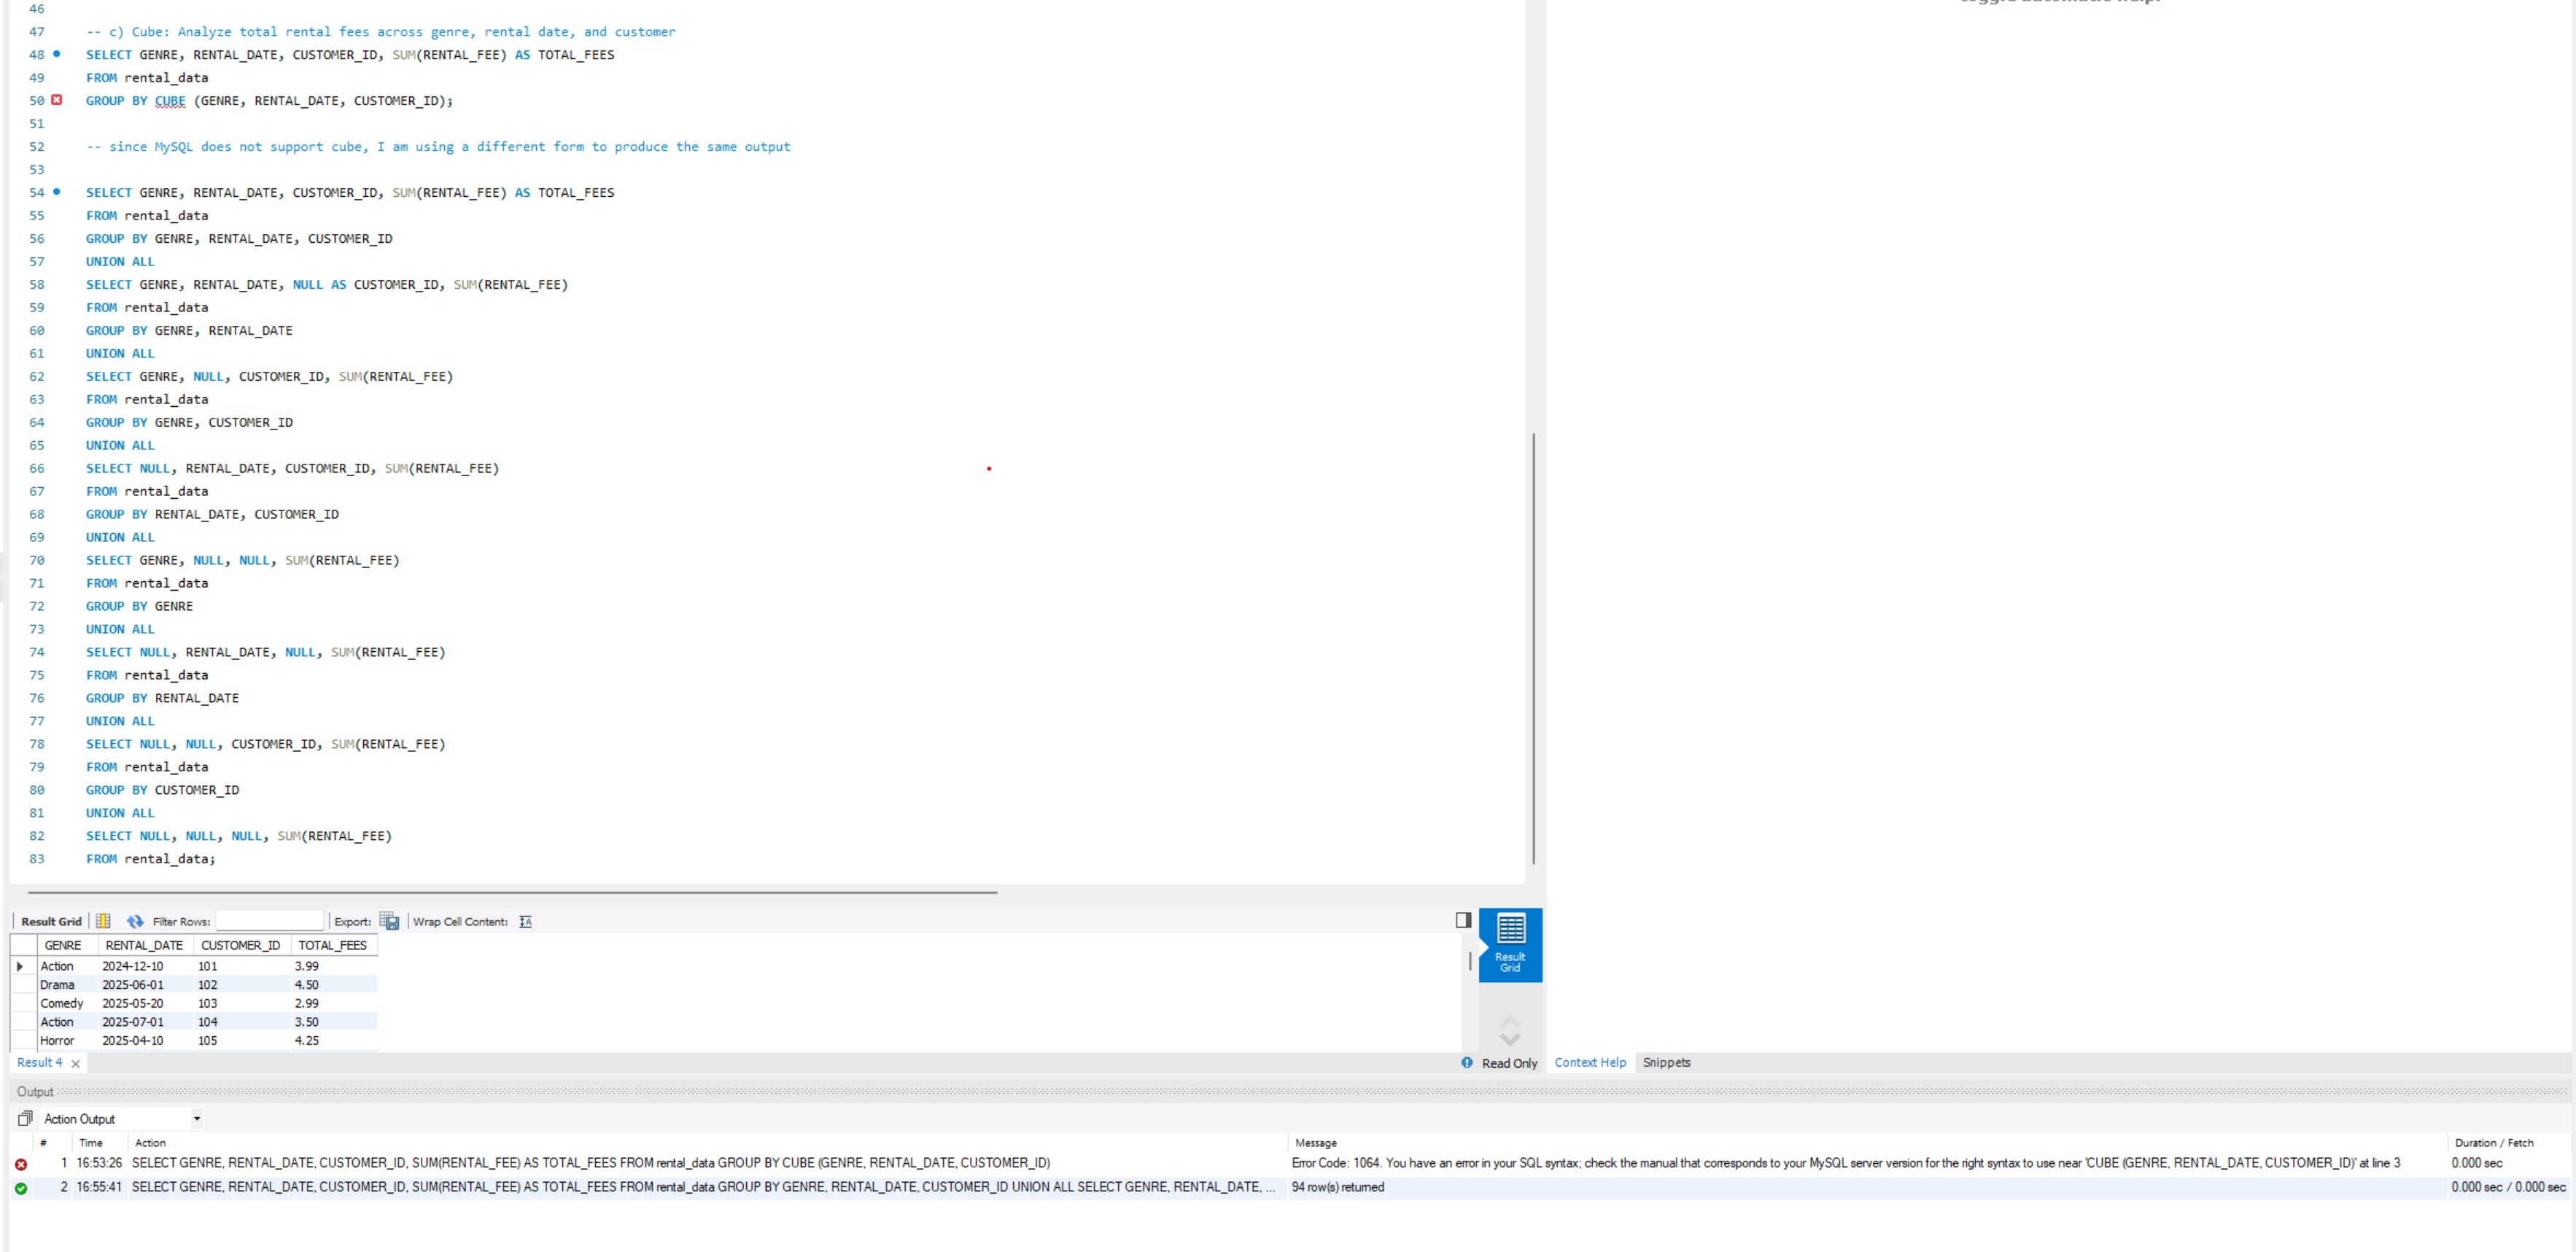 46
47 -- c) Cube: Analyze total rental fees across genre, rental date, and customer
48 SELECT GENRE, RENTAL_DATE, CUSTOMER_ID, SUM(RENTAL_FEE) AS TOTAL_FEES
49 FROM rental_data
50 GROUP BY CUBE (GENRE, RENTAL_DATE, CUSTOMER_ID);
51
52 -- since MySQL does not support cube, I am using a different form to produce the same output
53
54 SELECT GENRE, RENTAL_DATE, CUSTOMER_ID, SUM(RENTAL_FEE) AS TOTAL_FEES
55 FROM rental_data
56 GROUP BY GENRE, RENTAL_DATE, CUSTOMER_ID
57 UNION ALL
58 SELECT GENRE, RENTAL_DATE, NULL AS CUSTOMER_ID, SUM(RENTAL_FEE)
59 FROM rental_data
60 GROUP BY GENRE, RENTAL_DATE
61 UNION ALL
62 SELECT GENRE, NULL, CUSTOMER_ID, SUM(RENTAL_FEE)
63 FROM rental_data
64 GROUP BY GENRE, CUSTOMER_ID
65 UNION ALL
66 SELECT NULL, RENTAL_DATE, CUSTOMER_ID, SUM(RENTAL_FEE)
67 FROM rental_data
68 GROUP BY RENTAL_DATE, CUSTOMER_ID
69 UNION ALL
70 SELECT GENRE, NULL, NULL, SUM(RENTAL_FEE)
71 FROM rental_data
72 GROUP BY GENRE
73 UNION ALL
74 SELECT NULL, RENTAL_DATE, NULL, SUM(RENTAL_FEE)
75 FROM rental_data
76 GROUP BY RENTAL_DATE
77 UNION ALL
78 SELECT NULL, NULL, CUSTOMER_ID, SUM(RENTAL_FEE)
79 FROM rental_data
80 GROUP BY CUSTOMER_ID
81 UNION ALL
82 SELECT NULL, NULL, NULL, SUM(RENTAL_FEE)
83 FROM rental_data;
Result Grid Filter Rows: Export: Wrap Cell Content:
GENRE RENTAL_DATE CUSTOMER_ID TOTAL_FEES
Action 2024-12-10 101 3.99
Drama 2025-06-01 102 4.50
Comedy 2025-05-20 103 2.99
Action 2025-07-01 104 3.50
Horror 2025-04-10 105 4.25
Result
Grid
Result 4 Read Only Context Help Snippets
Output
Action Output
# Time Action Message Duration / Fetch
1 16:53:26 SELECT GENRE, RENTAL_DATE, CUSTOMER_ID, SUM(RENTAL_FEE) AS TOTAL_FEES FROM rental_data GROUP BY CUBE (GENRE, RENTAL_DATE, CUSTOMER_ID) Error Code: 1064. You have an error in your SQL syntax; check the manual that corresponds to your MySQL server version for the right syntax to use near 'CUBE (GENRE, RENTAL_DATE, CUSTOMER_ID)' at line 3 0.000 sec
2 16:55:41 SELECT GENRE, RENTAL_DATE, CUSTOMER_ID, SUM(RENTAL_FEE) AS TOTAL_FEES FROM rental_data GROUP BY GENRE, RENTAL_DATE, CUSTOMER_ID UNION ALL SELECT GENRE, RENTAL_DATE, ... 94 row(s) returned 0.000 sec / 0.000 sec